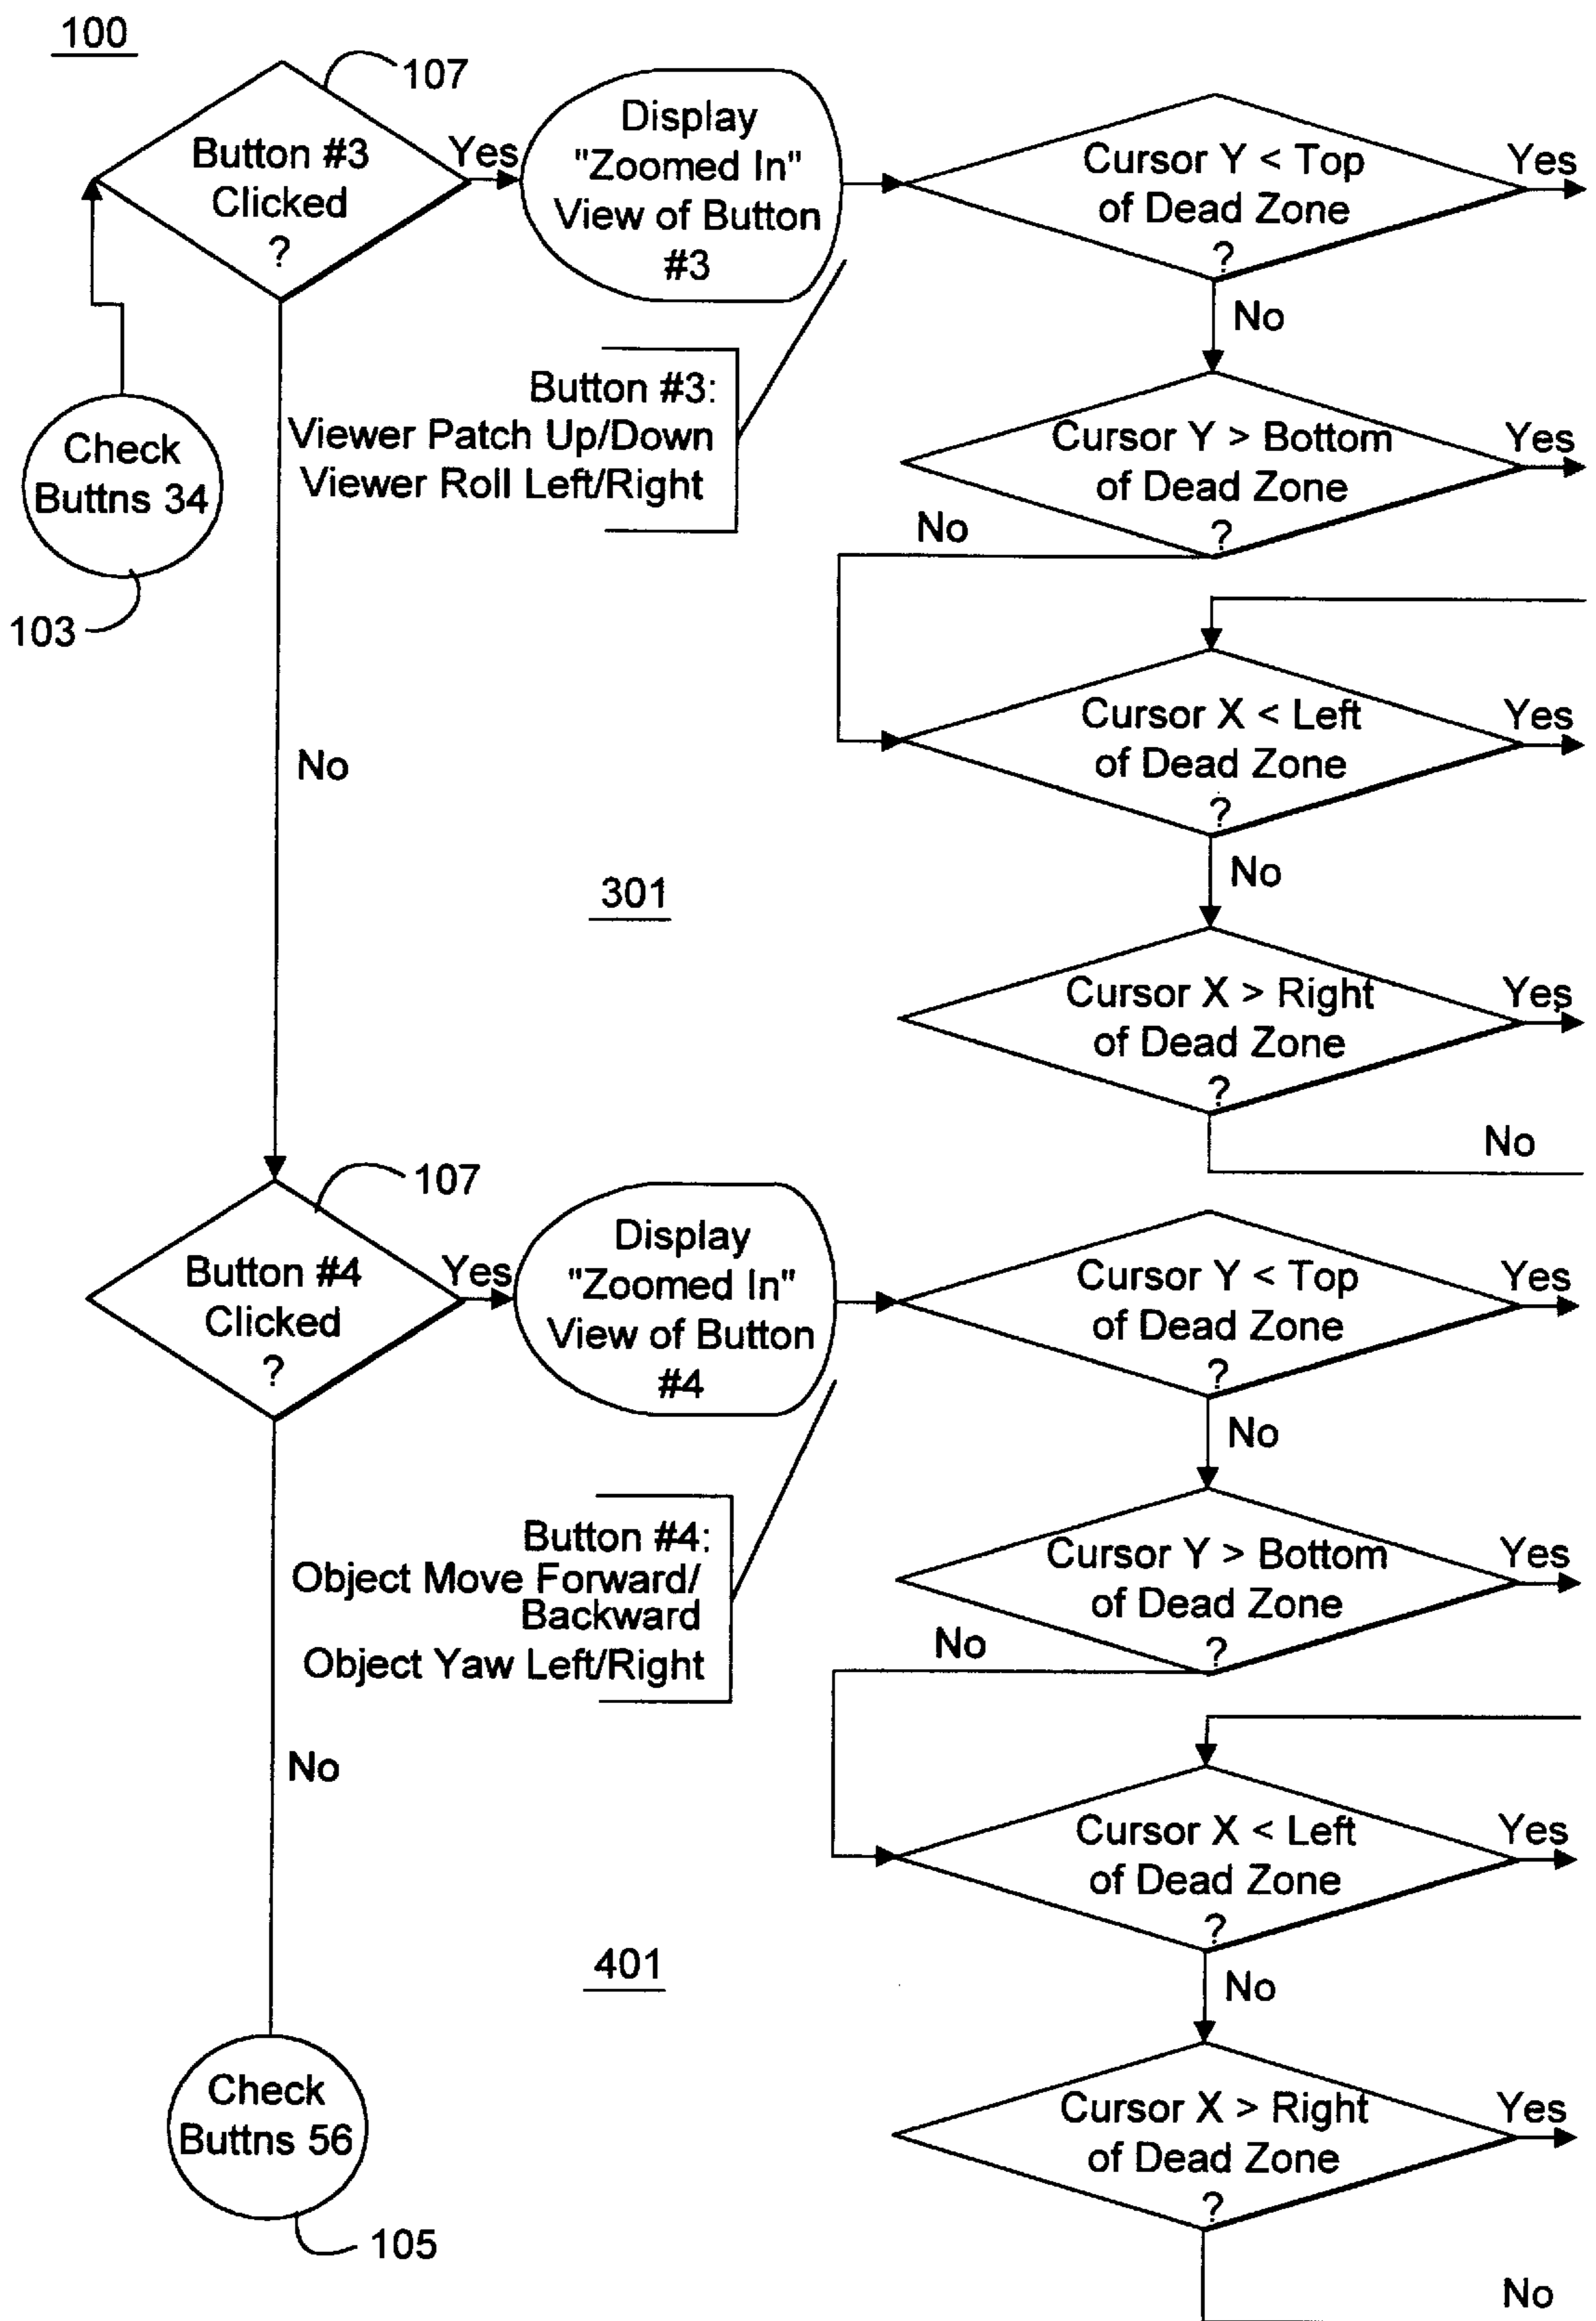 100
107
Button #3
Clicked
?
Yes
Display
"Zoomed In"
View of Button
#3
Cursor Y < Top
of Dead Zone
?
Yes
No
Check
Buttns 34
103
Button #3:
Viewer Patch Up/Down
Viewer Roll Left/Right
Cursor Y > Bottom
of Dead Zone
?
Yes
No
Cursor X < Left
of Dead Zone
?
Yes
No
No
301
Cursor X > Right
of Dead Zone
?
Yes
No
107
Button #4
Clicked
?
Yes
Display
"Zoomed In"
View of Button
#4
Cursor Y < Top
of Dead Zone
?
Yes
No
Button #4:
Object Move Forward/
Backward
Object Yaw Left/Right
Cursor Y > Bottom
of Dead Zone
?
Yes
No
No
Cursor X < Left
of Dead Zone
?
Yes
No
401
Check
Buttns 56
105
Cursor X > Right
of Dead Zone
?
Yes
No